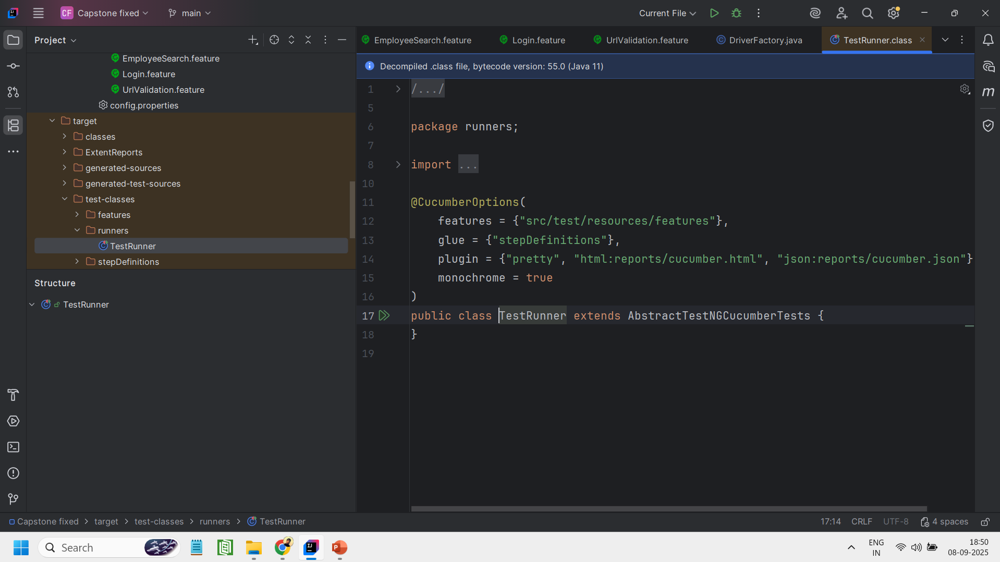 CF Capstone fixed
main
Current File
Project
EmployeeSearch.feature
Login.feature
UrlValidation.feature
config.properties
target
classes
ExtentReports
generated-sources
generated-test-sources
test-classes
features
runners
TestRunner
stepDefinitions
Structure
TestRunner
EmployeeSearch.feature
Login.feature
UrlValidation.feature
DriverFactory.java
TestRunner.class
Decompiled .class file, bytecode version: 55.0 (Java 11)
1 /.../
5
6 package runners;
7
8 import ...
10
11 @CucumberOptions(
12 features = {"src/test/resources/features"},
13 glue = {"stepDefinitions"},
14 plugin = {"pretty", "html:reports/cucumber.html", "json:reports/cucumber.json"}
15 monochrome = true
16 )
17 public class TestRunner extends AbstractTestNGCucumberTests {
18 }
19
m
Capstone fixed > target > test-classes > runners > TestRunner
17:14 CRLF UTF-8 4 spaces
Search
ENG
IN
18:50
08-09-2025